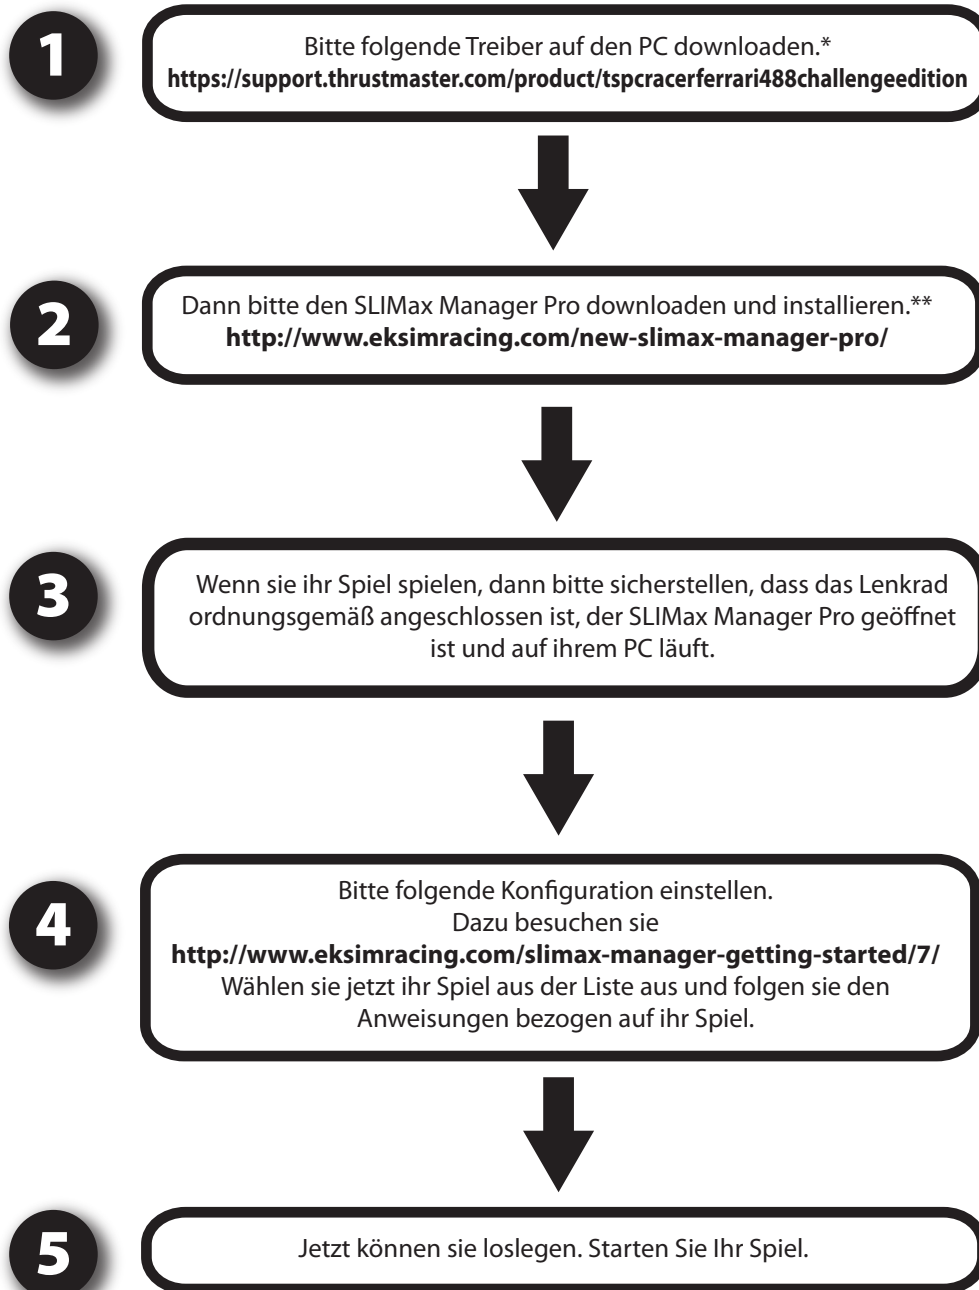 1
Bitte folgende Treiber auf den PC downloaden.*
https://support.thrustmaster.com/product/tspcracerferrari488challengeedition
2
Dann bitte den SLIMax Manager Pro downloaden und installieren.**
http://www.eksimracing.com/new-slimax-manager-pro/
3
Wenn sie ihr Spiel spielen, dann bitte sicherstellen, dass das Lenkrad
ordnungsgemäß angeschlossen ist, der SLIMax Manager Pro geöffnet
ist und auf ihrem PC läuft.
4
Bitte folgende Konfiguration einstellen.
Dazu besuchen sie
http://www.eksimracing.com/slimax-manager-getting-started/7/
Wählen sie jetzt ihr Spiel aus der Liste aus und folgen sie den
Anweisungen bezogen auf ihr Spiel.
5
Jetzt können sie loslegen. Starten Sie Ihr Spiel.